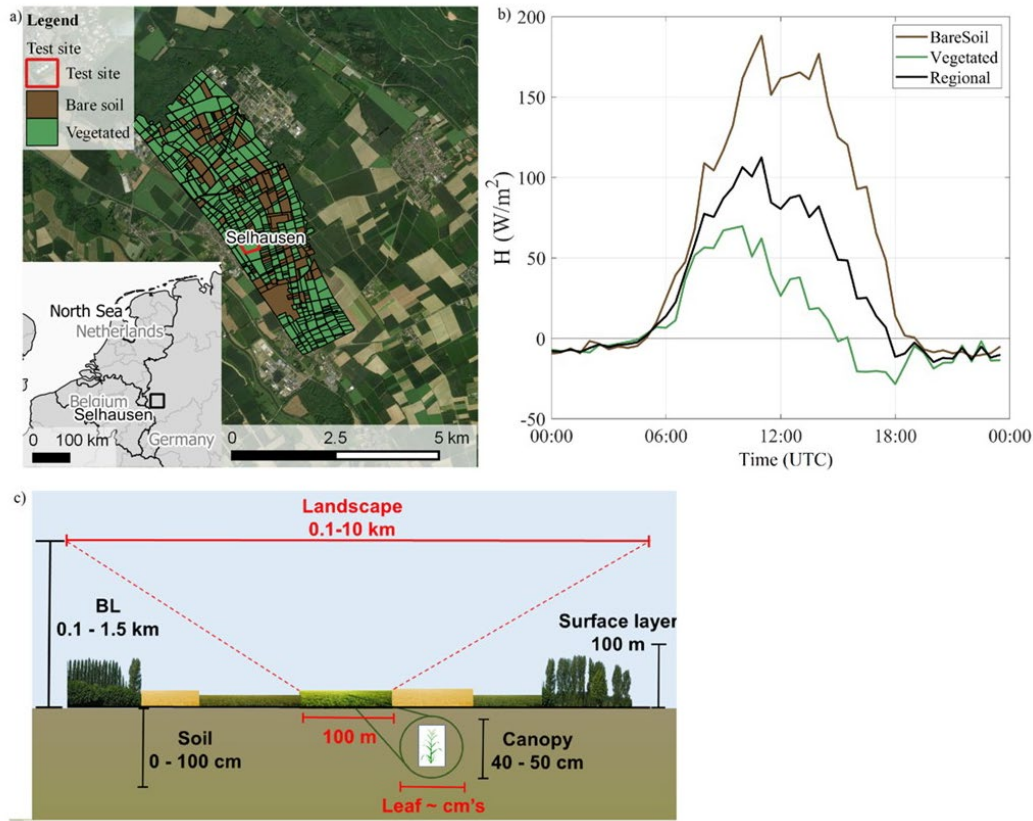 a)
Legend
Test site
Test site
Bare soil
Vegetated
Selhausen
North Sea
Netherlands
Belgium
Selhausen
Germany
0 100 km
0 2.5 5 km
b)
200
150
100
50
0
-50
H (W/m²)
BareSoil
Vegetated
Regional
00:00 06:00 12:00 18:00 00:00
Time (UTC)
c)
Landscape
0.1-10 km
BL
0.1 - 1.5 km
Surface layer
100 m
100 m
Soil
0 - 100 cm
Canopy
40 - 50 cm
Leaf ~ cm's